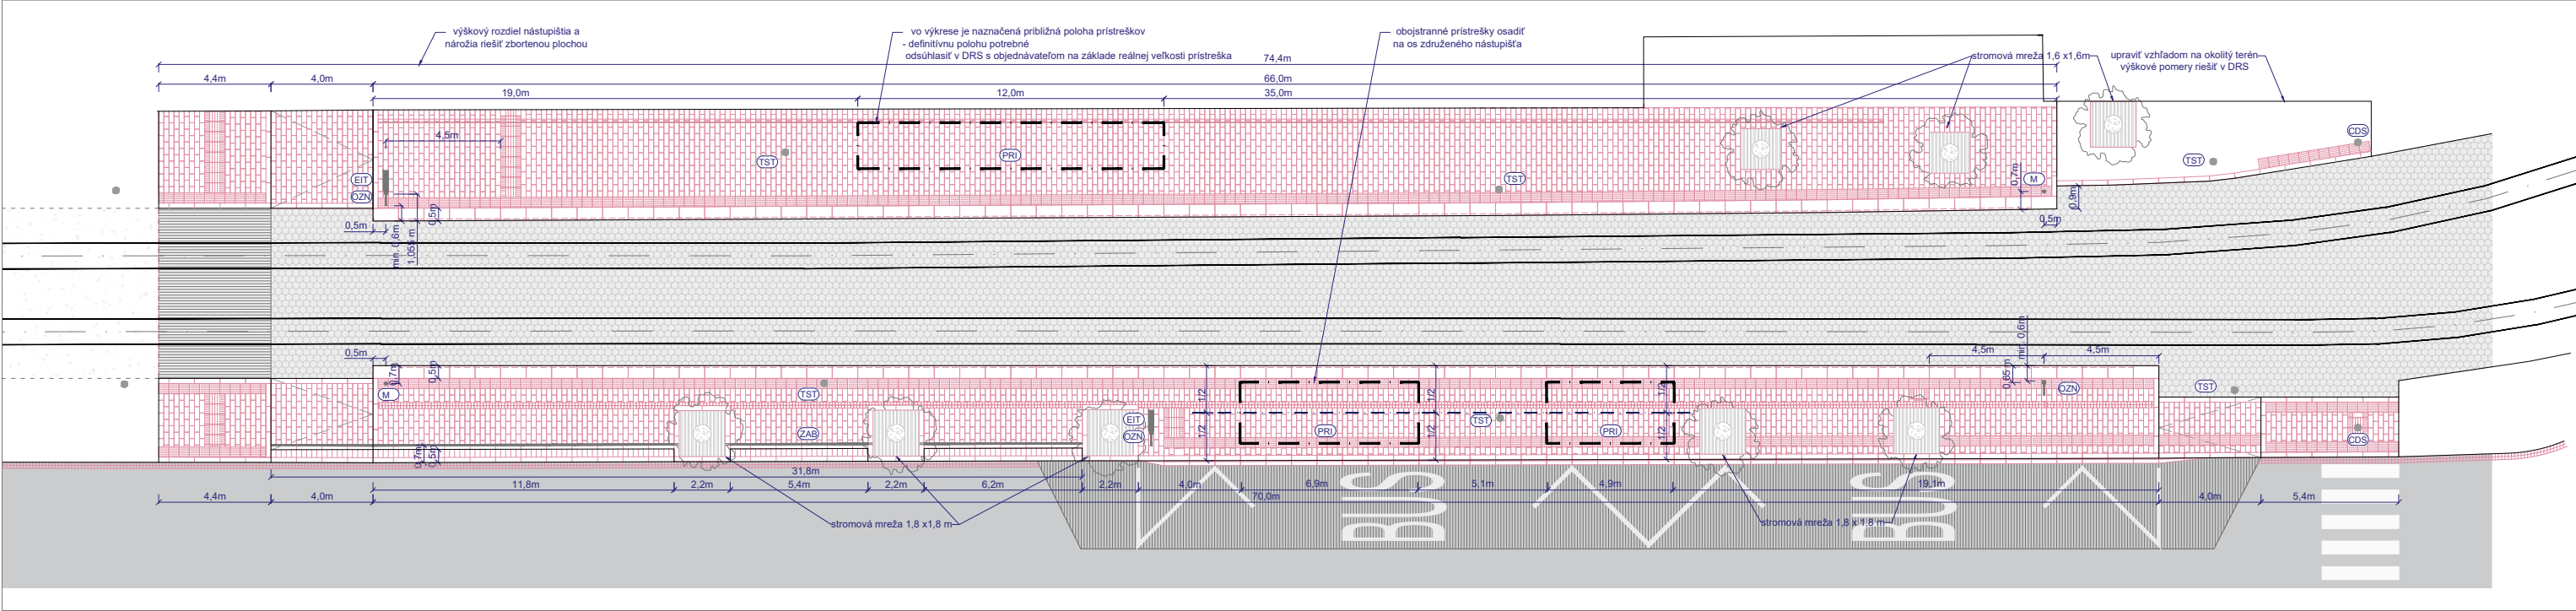 výškový rozdiel nástupišťa a
nárožia riešiť zbortenou plochou
vo výkrese je naznačená približná poloha prístreškov
- definitívnu polohu potrebné
odsúhlasiť v DRS s objednávateľom na základe reálnej veľkosti prístreška
obojstranné prístrešky osadiť
na os združeného nástupišťa
stromová mreža 1,6 x1,6m
upraviť vzhľadom na okolitý terén
výškové pomery riešiť v DRS
74,4m
4,4m
4,0m
66,0m
19,0m
12,0m
35,0m
4,5m
TST
PRI
TST
M
0,7m
TST
CDS
EIT
OZN
0,5m
0,5m
min. 0,6m
1,055 m
0,9m
0,5m
0,5m
0,7m
0,5m
M
TST
ZAB
EIT
OZN
1/2
1/2
PRI
1/2
1/2
TST
PRI
1/2
1/2
4,5m
min. 0,6m
4,5m
0,65m
OZN
TST
CDS
0,7m
0,5m
31,8m
4,4m
4,0m
11,8m
2,2m
5,4m
2,2m
6,2m
2,2m
4,0m
6,9m
5,1m
4,9m
19,1m
70,0m
4,0m
5,4m
stromová mreža 1,8 x1,8 m
stromová mreža 1,8 x 1,8 m
BUS
BUS